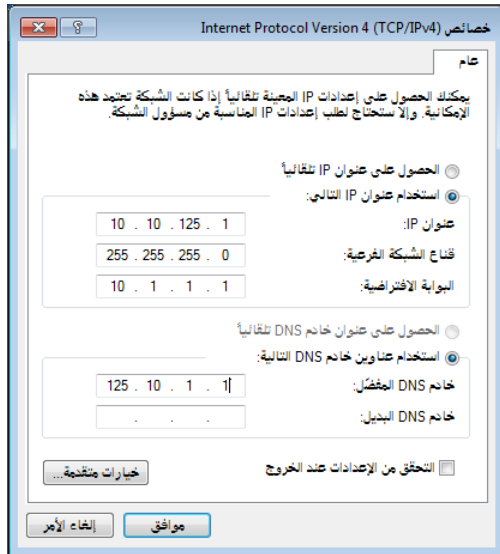 خصائص Internet Protocol Version 4 (TCP/IPv4)
عام
يمكنك الحصول على إعدادات IP المعينة تلقائياً إذا كانت الشبكة تعتمد هذه
الإمكانية. وإلا ستحتاج لطلب إعدادات IP المناسبة من مسؤول الشبكة.
الحصول على عنوان IP تلقائياً
استخدام عنوان IP التالي:
عنوان IP: 10 . 10 . 125 . 1
قناع الشبكة الفرعية: 255 . 255 . 255 . 0
البوابة الافتراضية: 10 . 1 . 1 . 1
الحصول على عنوان خادم DNS تلقائياً
استخدام عناوين خادم DNS التالية:
خادم DNS المفضّل: 125 . 10 . 1 . 1
خادم DNS البديل: . . .
التحقق من الإعدادات عند الخروج
خيارات متقدمة...
موافق
إلغاء الأمر